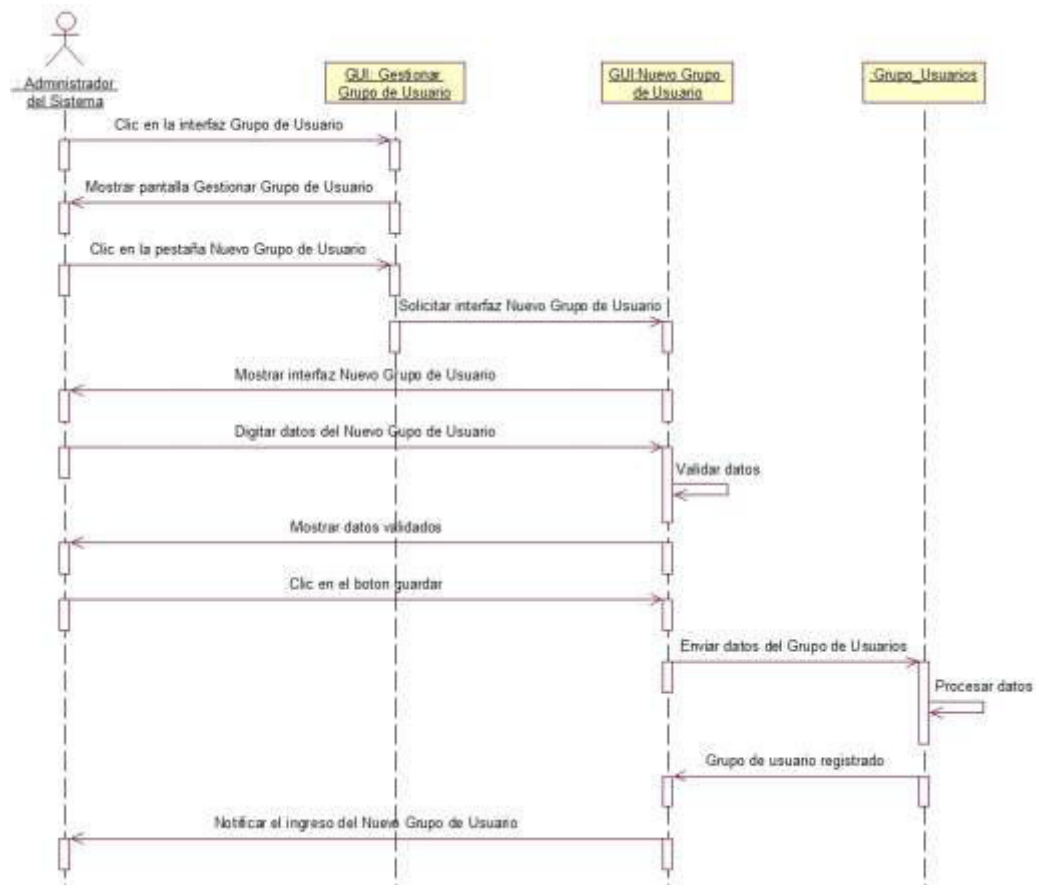 : Administrador
del Sistema
GUI: Gestionar
Grupo de Usuario
GUI:Nuevo Grupo
de Usuario
:Grupo_Usuarios
Clic en la interfaz Grupo de Usuario
Mostrar pantalla Gestionar Grupo de Usuario
Clic en la pestaña Nuevo Grupo de Usuario
Solicitar interfaz Nuevo Grupo de Usuario
Mostrar interfaz Nuevo Grupo de Usuario
Digitar datos del Nuevo Gupo de Usuario
Validar datos
Mostrar datos validados
Clic en el boton guardar
Enviar datos del Grupo de Usuarios
Procesar datos
Grupo de usuario registrado
Notificar el ingreso del Nuevo Grupo de Usuario